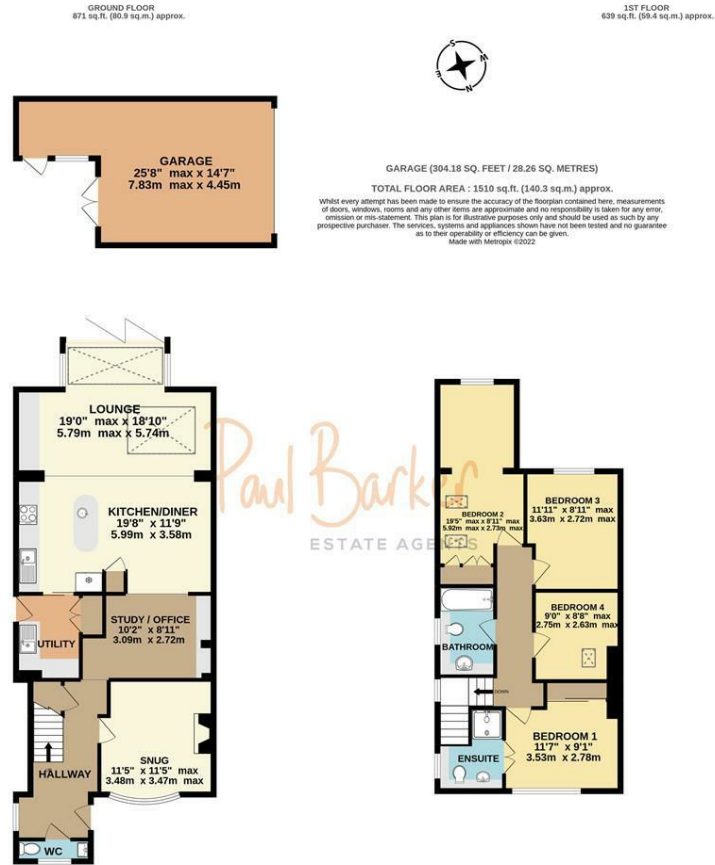 GROUND FLOOR
871 sq.ft. (80.9 sq.m.) approx.
1ST FLOOR
639 sq.ft. (59.4 sq.m.) approx.
S
W
E
N
GARAGE
25'8" max x 14'7"
7.83m max x 4.45m
GARAGE (304.18 SQ. FEET / 28.26 SQ. METRES)
TOTAL FLOOR AREA : 1510 sq.ft. (140.3 sq.m.) approx.
Whilst every attempt has been made to ensure the accuracy of the floorplan contained here, measurements
of doors, windows, rooms and any other items are approximate and no responsibility is taken for any error,
omission or mis-statement. This plan is for illustrative purposes only and should be used as such by any
prospective purchaser. The services, systems and appliances shown have not been tested and no guarantee
as to their operability or efficiency can be given.
Made with Metropix ©2022
LOUNGE
19'0" max x 18'10"
5.79m max x 5.74m
KITCHEN/DINER
19'8" x 11'9"
5.99m x 3.58m
STUDY / OFFICE
10'2" x 8'11"
3.09m x 2.72m
UTILITY
SNUG
11'5" x 11'5" max
3.48m x 3.47m max
HALLWAY
WC
Paul Barker
ESTATE AGENTS
BEDROOM 2
19'5" max x 8'11" max
5.92m max x 2.73m max
BEDROOM 3
11'11" x 8'11" max
3.63m x 2.72m max
BEDROOM 4
9'0" x 8'8" max
2.75m x 2.63m max
BATHROOM
DOWN
BEDROOM 1
11'7" x 9'1"
3.53m x 2.78m
ENSUITE